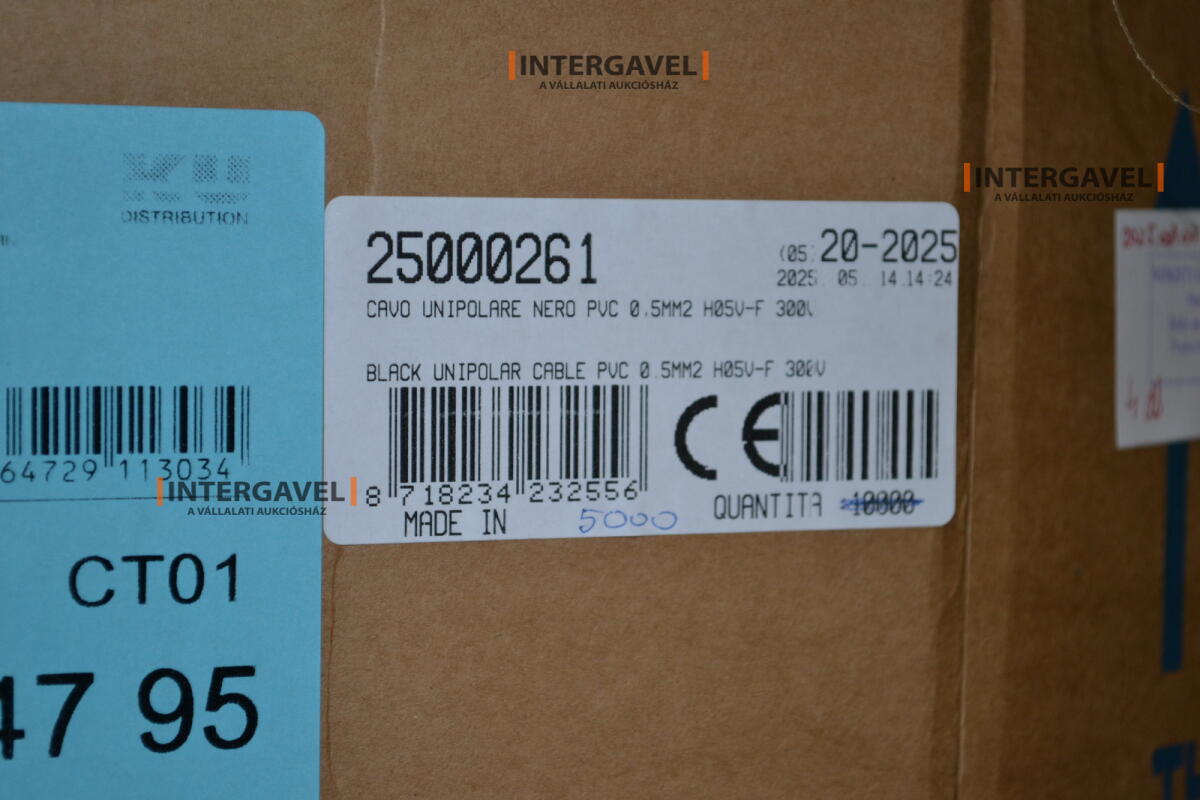 INTERGAVEL
A VÁLLALATI AUKCIÓSHÁZ
INTERGAVEL
A VÁLLALATI AUKCIÓSHÁZ
DISTRIBUTION
64729 113034
CT01
47 95
25000261
(05) 20-2025
2025. 05. 14.14:24
CAVO UNIPOLARE NERO PVC 0.5MM2 H05V-F 300V
BLACK UNIPOLAR CABLE PVC 0.5MM2 H05V-F 300V
CE
8 718234 232556
QUANTITA 10000
MADE IN 5000
INTERGAVEL
A VÁLLALATI AUKCIÓSHÁZ